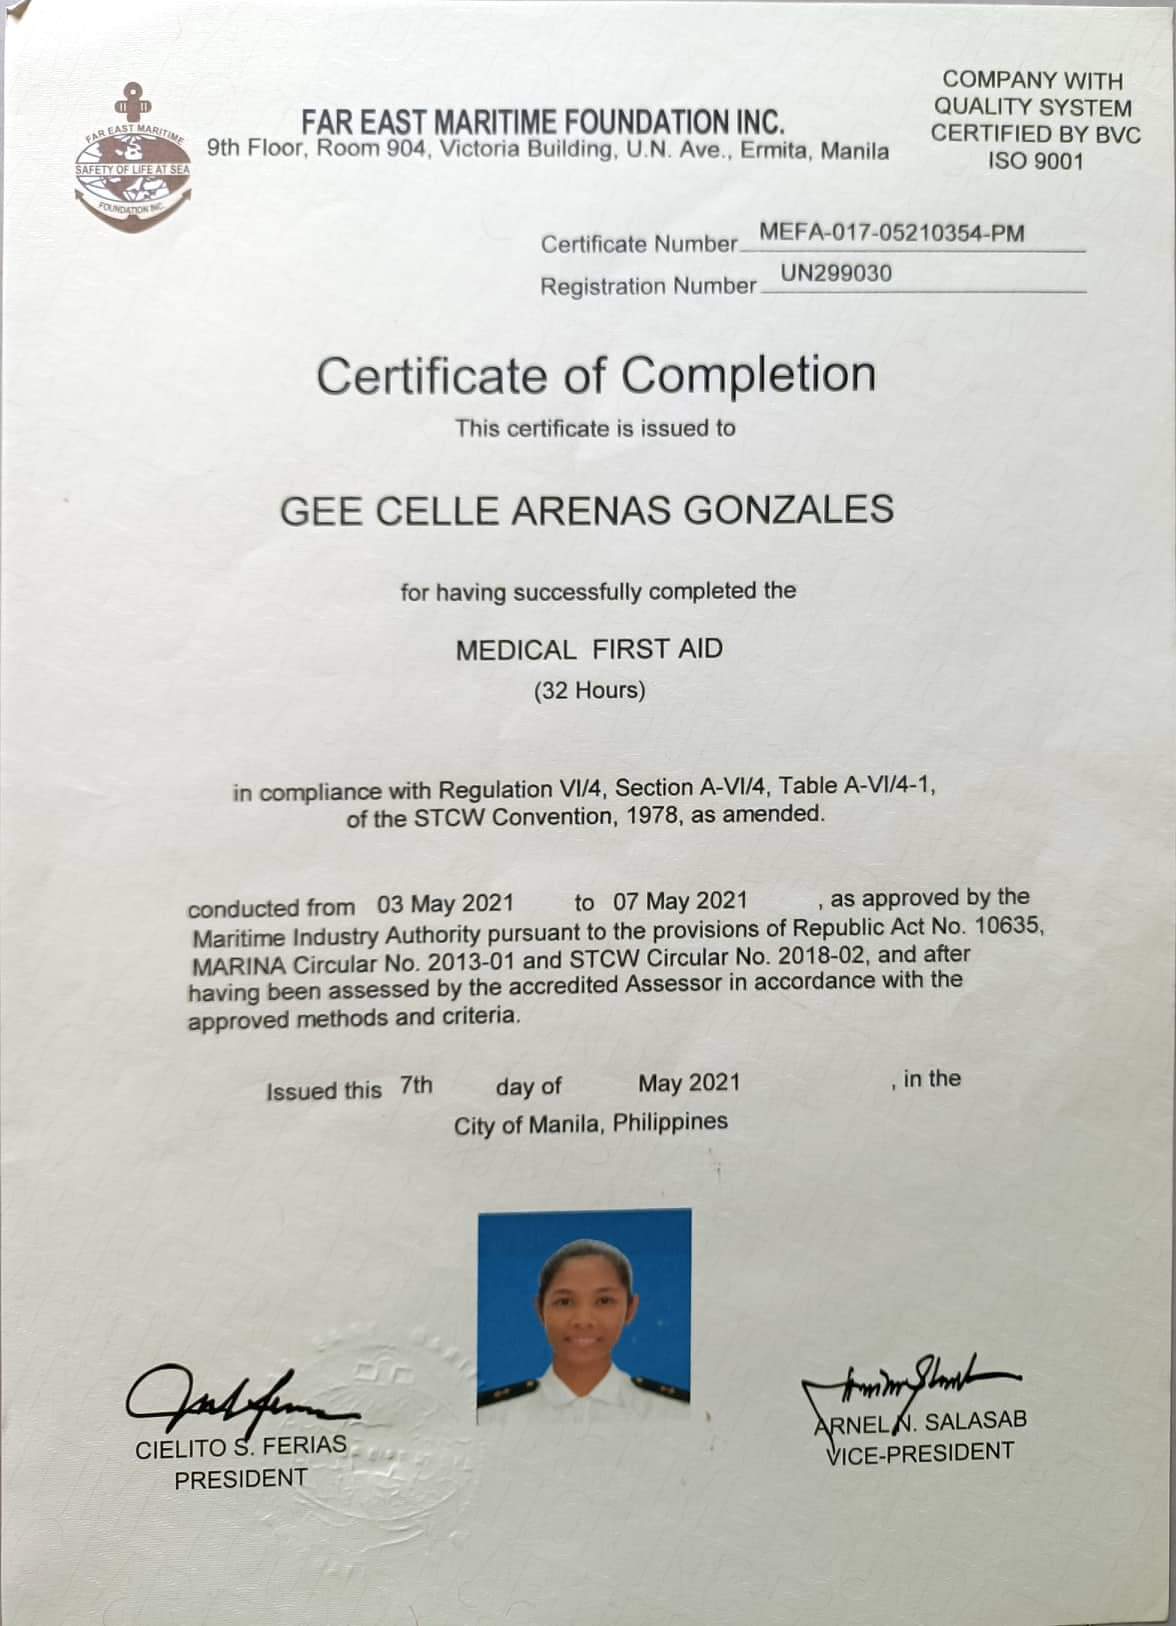 FAR EAST MARITIME
SAFETY OF LIFE AT SEA
FOUNDATION INC.
FAR EAST MARITIME FOUNDATION INC.
9th Floor, Room 904, Victoria Building, U.N. Ave., Ermita, Manila
COMPANY WITH
QUALITY SYSTEM
CERTIFIED BY BVC
ISO 9001
Certificate Number MEFA-017-05210354-PM
Registration Number UN299030
Certificate of Completion
This certificate is issued to
GEE CELLE ARENAS GONZALES
for having successfully completed the
MEDICAL FIRST AID
(32 Hours)
in compliance with Regulation VI/4, Section A-VI/4, Table A-VI/4-1,
of the STCW Convention, 1978, as amended.
conducted from 03 May 2021 to 07 May 2021 , as approved by the
Maritime Industry Authority pursuant to the provisions of Republic Act No. 10635,
MARINA Circular No. 2013-01 and STCW Circular No. 2018-02, and after
having been assessed by the accredited Assessor in accordance with the
approved methods and criteria.
Issued this 7th day of May 2021 , in the
City of Manila, Philippines
CIELITO S. FERIAS
PRESIDENT
ARNEL N. SALASAB
VICE-PRESIDENT